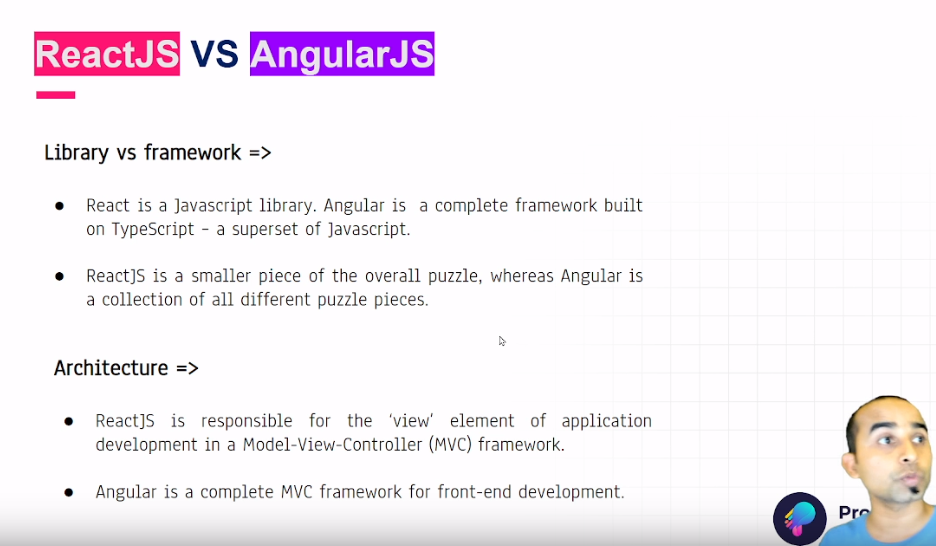 ReactJS VS AngularJS
Library vs framework =>
● React is a Javascript library. Angular is a complete framework built
on TypeScript – a superset of Javascript.
● ReactJS is a smaller piece of the overall puzzle, whereas Angular is
a collection of all different puzzle pieces.
Architecture =>
● ReactJS is responsible for the ‘view’ element of application
development in a Model-View-Controller (MVC) framework.
● Angular is a complete MVC framework for front-end development.